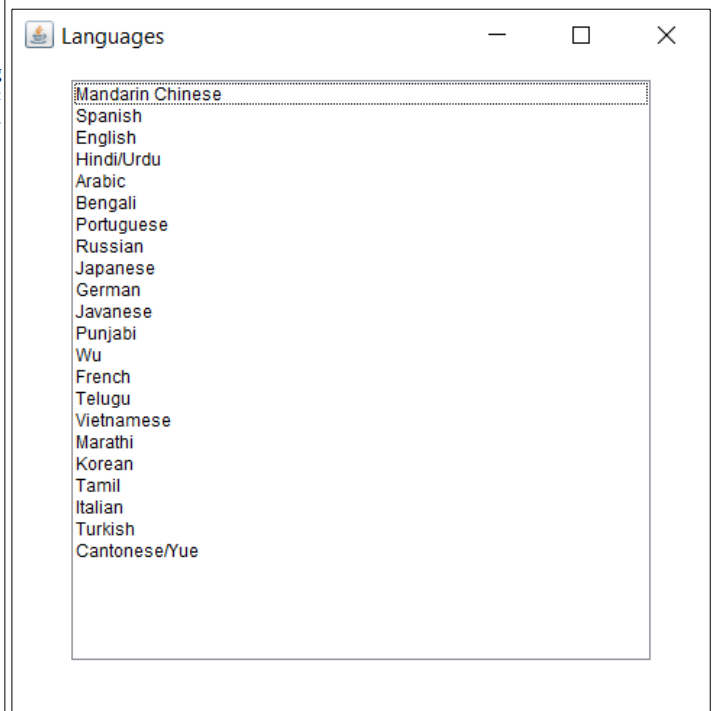 Languages
Mandarin Chinese
Spanish
English
Hindi/Urdu
Arabic
Bengali
Portuguese
Russian
Japanese
German
Javanese
Punjabi
Wu
French
Telugu
Vietnamese
Marathi
Korean
Tamil
Italian
Turkish
Cantonese/Yue